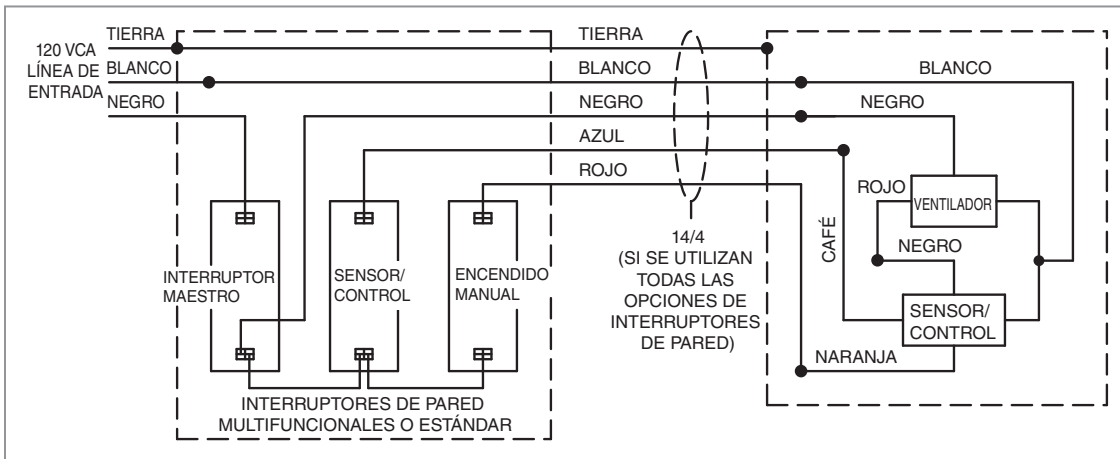 TIERRA
120 VCA
LÍNEA DE
ENTRADA
BLANCO
NEGRO
TIERRA
BLANCO
NEGRO
AZUL
ROJO
BLANCO
NEGRO
ROJO
VENTILADOR
NEGRO
CAFÉ
SENSOR/
CONTROL
NARANJA
INTERRUPTOR
MAESTRO
SENSOR/
CONTROL
ENCENDIDO
MANUAL
14/4
(SI SE UTILIZAN
TODAS LAS
OPCIONES DE
INTERRUPTORES
DE PARED)
INTERRUPTORES DE PARED
MULTIFUNCIONALES O ESTÁNDAR